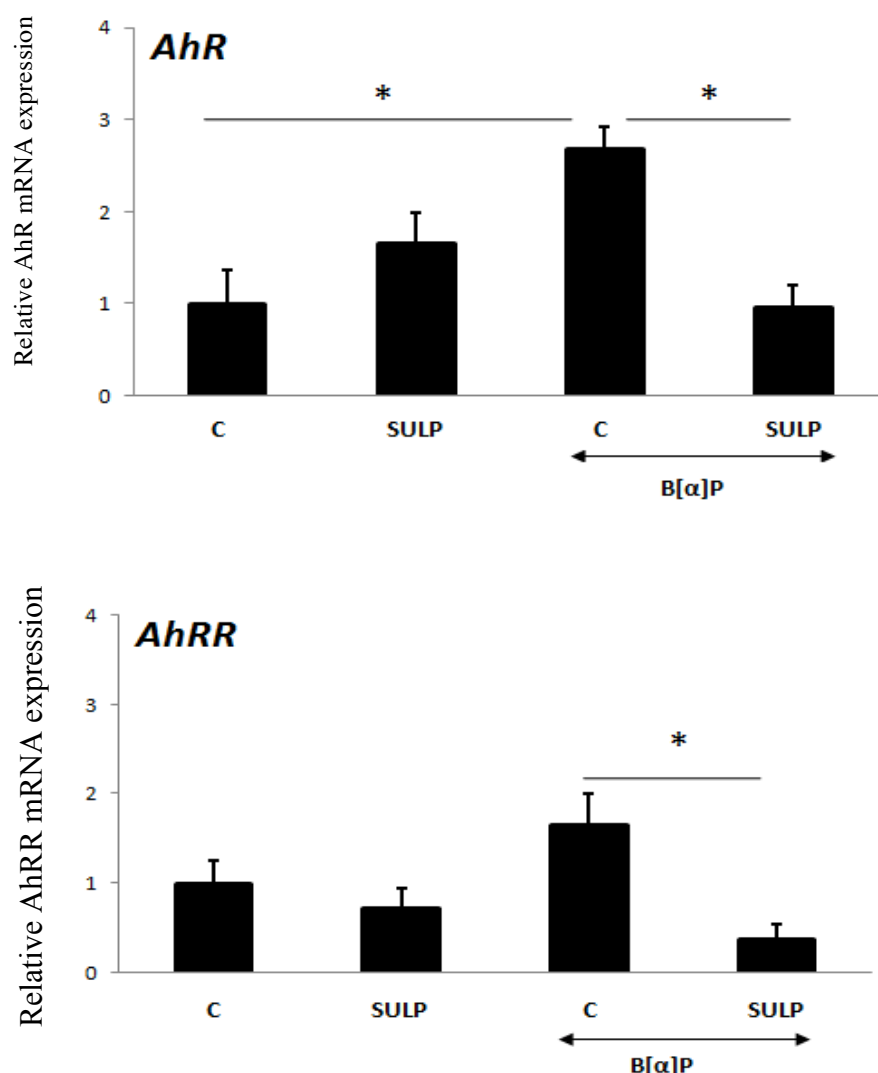 AhR
Relative AhR mRNA expression
4
3
2
1
0
* *
C SULP C SULP
B[α]P
AhRR
Relative AhRR mRNA expression
4
3
2
1
0
*
C SULP C SULP
B[α]P